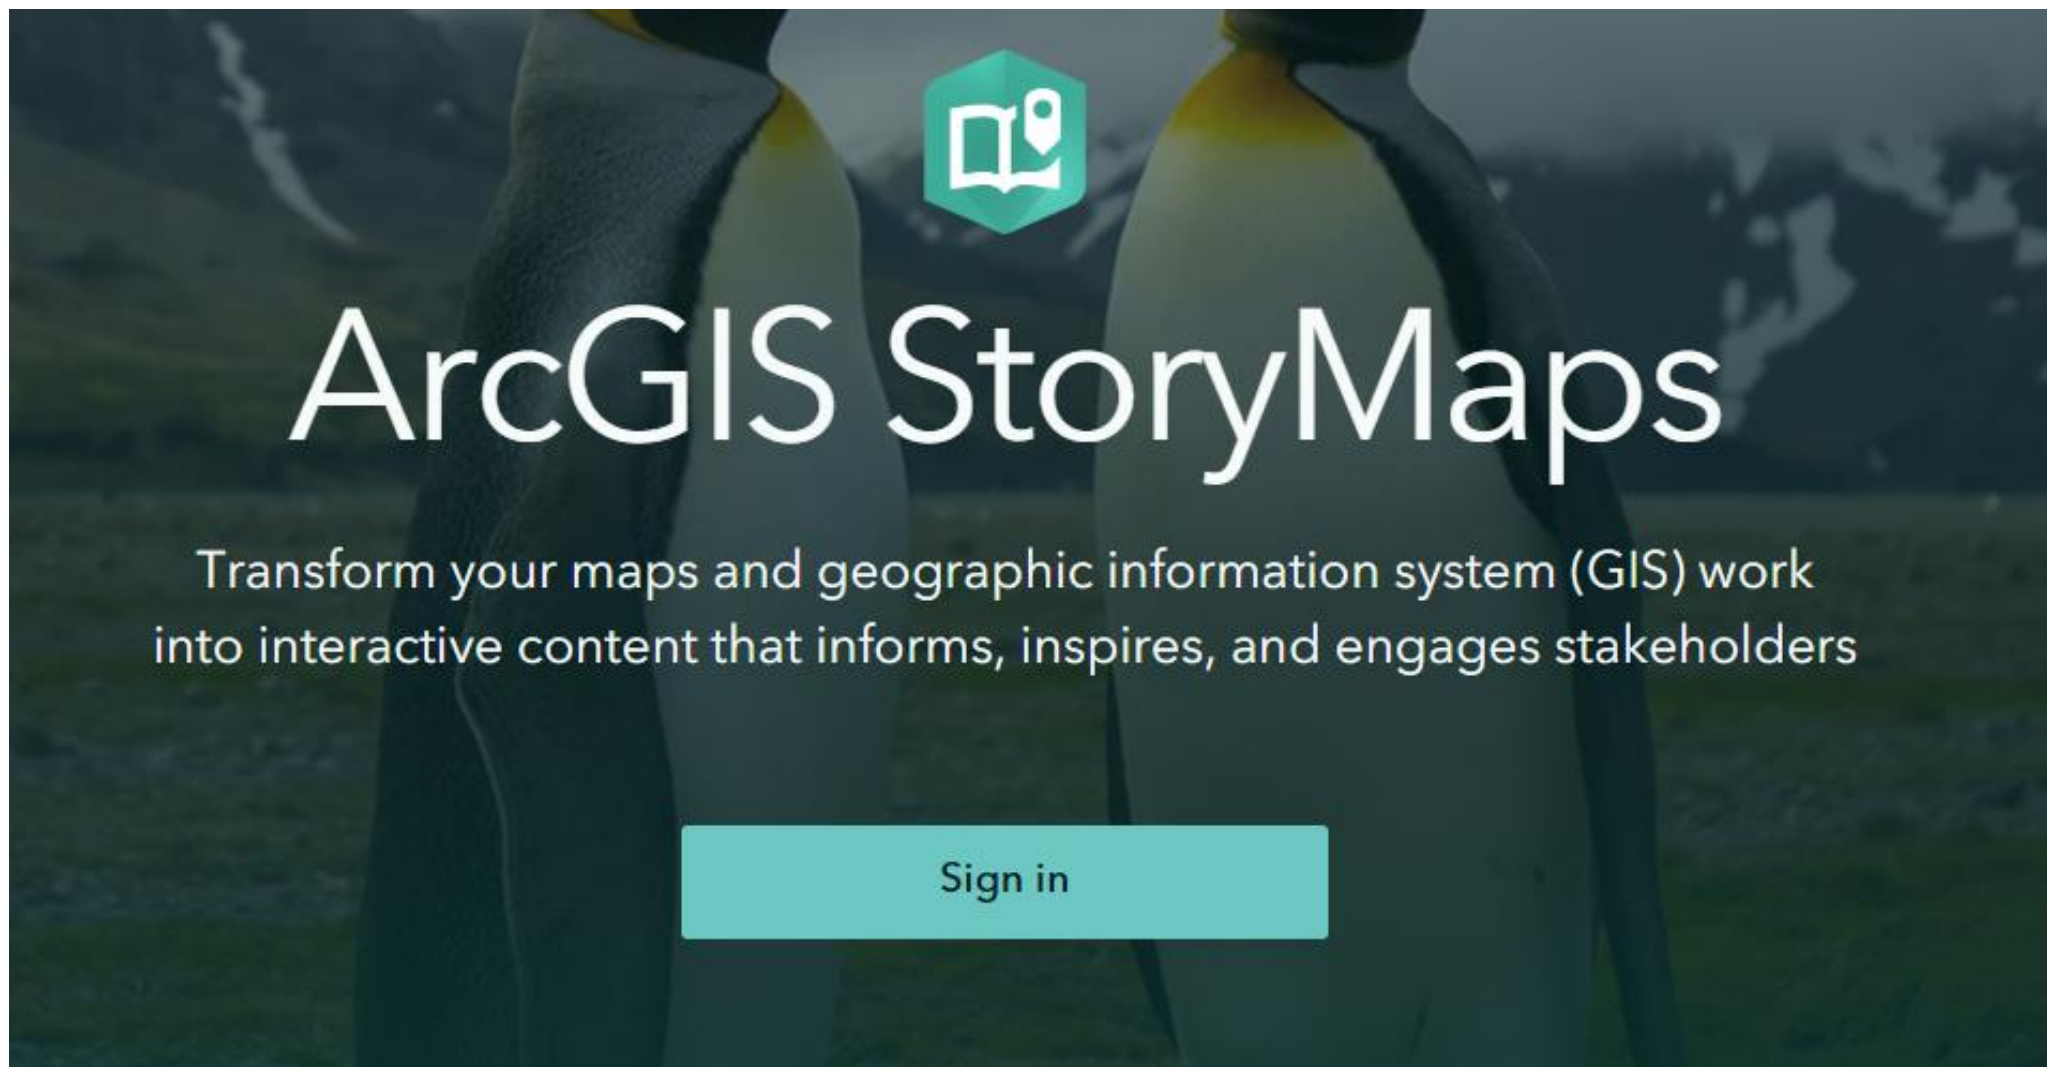 ArcGIS StoryMaps
Transform your maps and geographic information system (GIS) work
into interactive content that informs, inspires, and engages stakeholders
Sign in